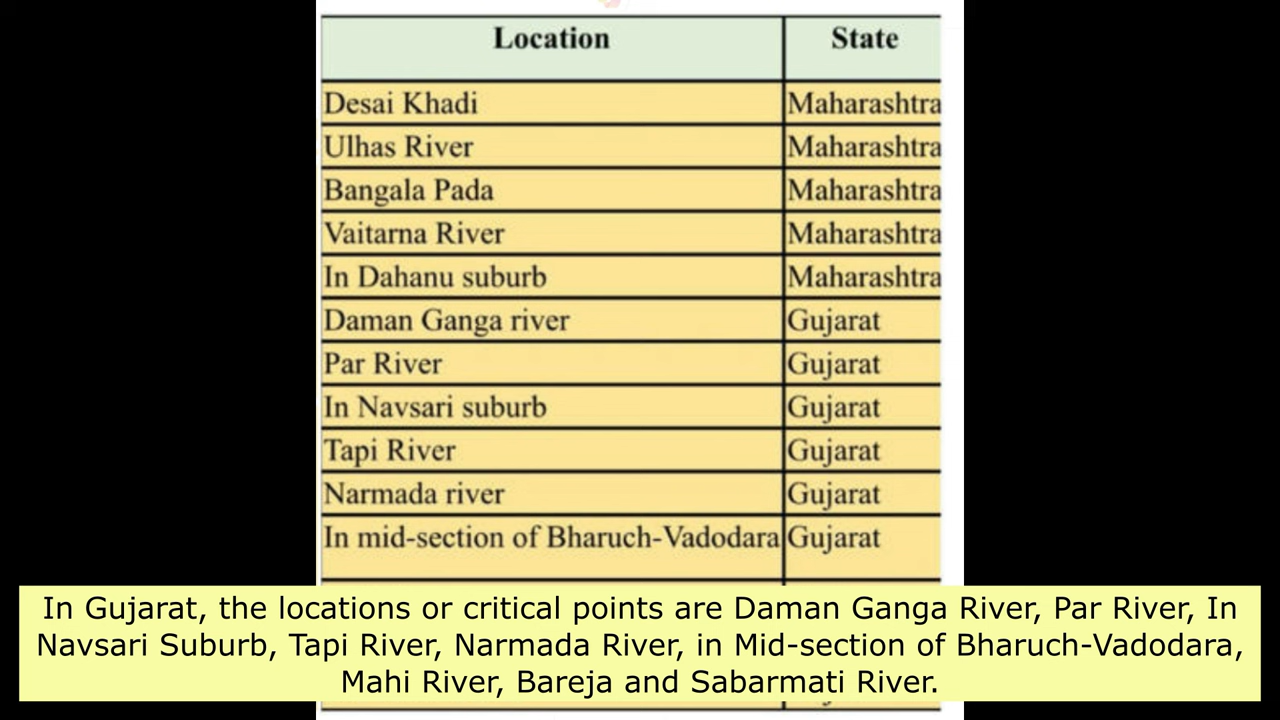 Location State
Desai Khadi Maharashtra
Ulhas River Maharashtra
Bangala Pada Maharashtra
Vaitarna River Maharashtra
In Dahanu suburb Maharashtra
Daman Ganga river Gujarat
Par River Gujarat
In Navsari suburb Gujarat
Tapi River Gujarat
Narmada river Gujarat
In mid-section of Bharuch-Vadodara Gujarat
In Gujarat, the locations or critical points are Daman Ganga River, Par River, In
Navsari Suburb, Tapi River, Narmada River, in Mid-section of Bharuch-Vadodara,
Mahi River, Bareja and Sabarmati River.